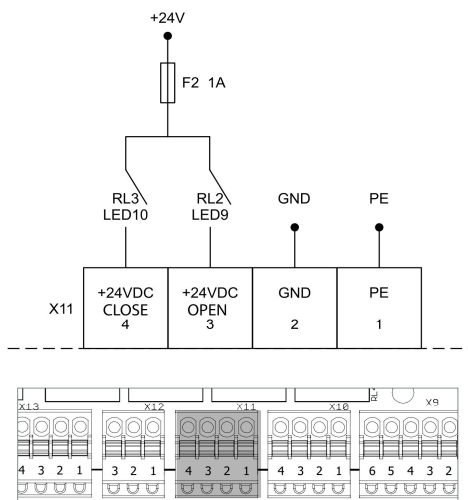 +24V
F2 1A
RL3 RL2 GND PE
LED10 LED9
+24VDC +24VDC GND PE
X11 CLOSE OPEN
4 3 2 1
X13 X12 X11 X10 X9
4 3 2 1 3 2 1 4 3 2 1 4 3 2 1 6 5 4 3 2